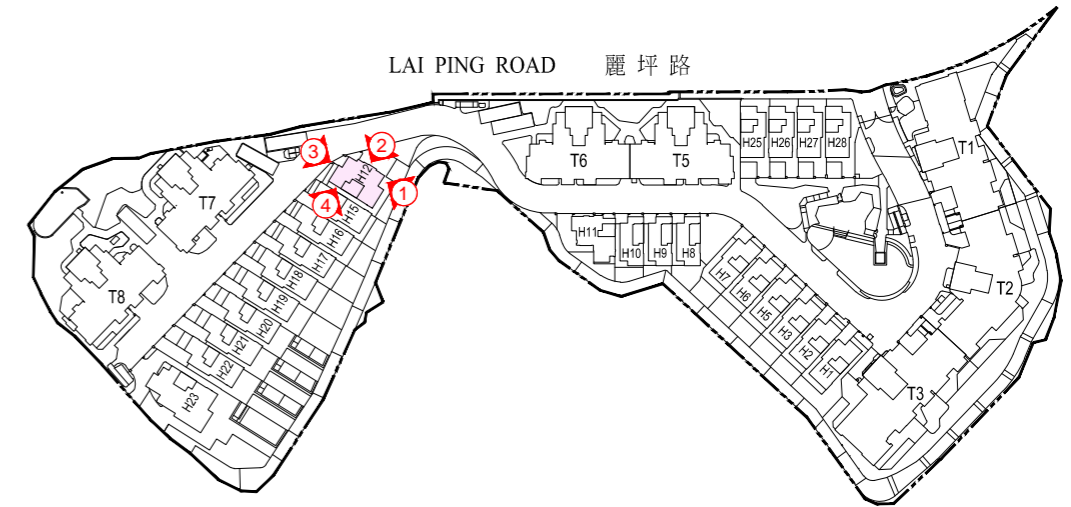 LAI PING ROAD 麗坪路
T6
T5
H25
H26
H27
H28
T1
T2
T3
H11
H10
H9
H8
H7
H6
H5
H3
H2
H1
3
2
1
4
H12
H15
H16
H17
H18
H19
H20
H21
H22
H23
T7
T8